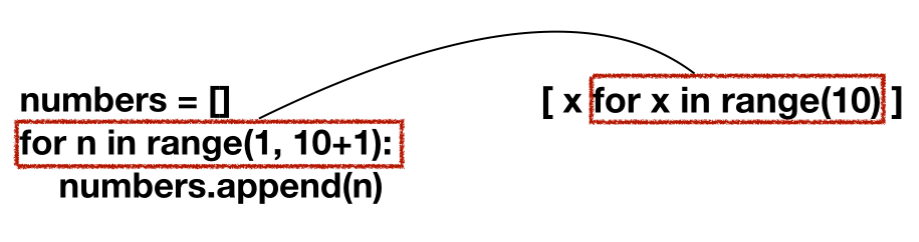 numbers = []
for n in range(1, 10+1):
numbers.append(n)
[ x for x in range(10) ]